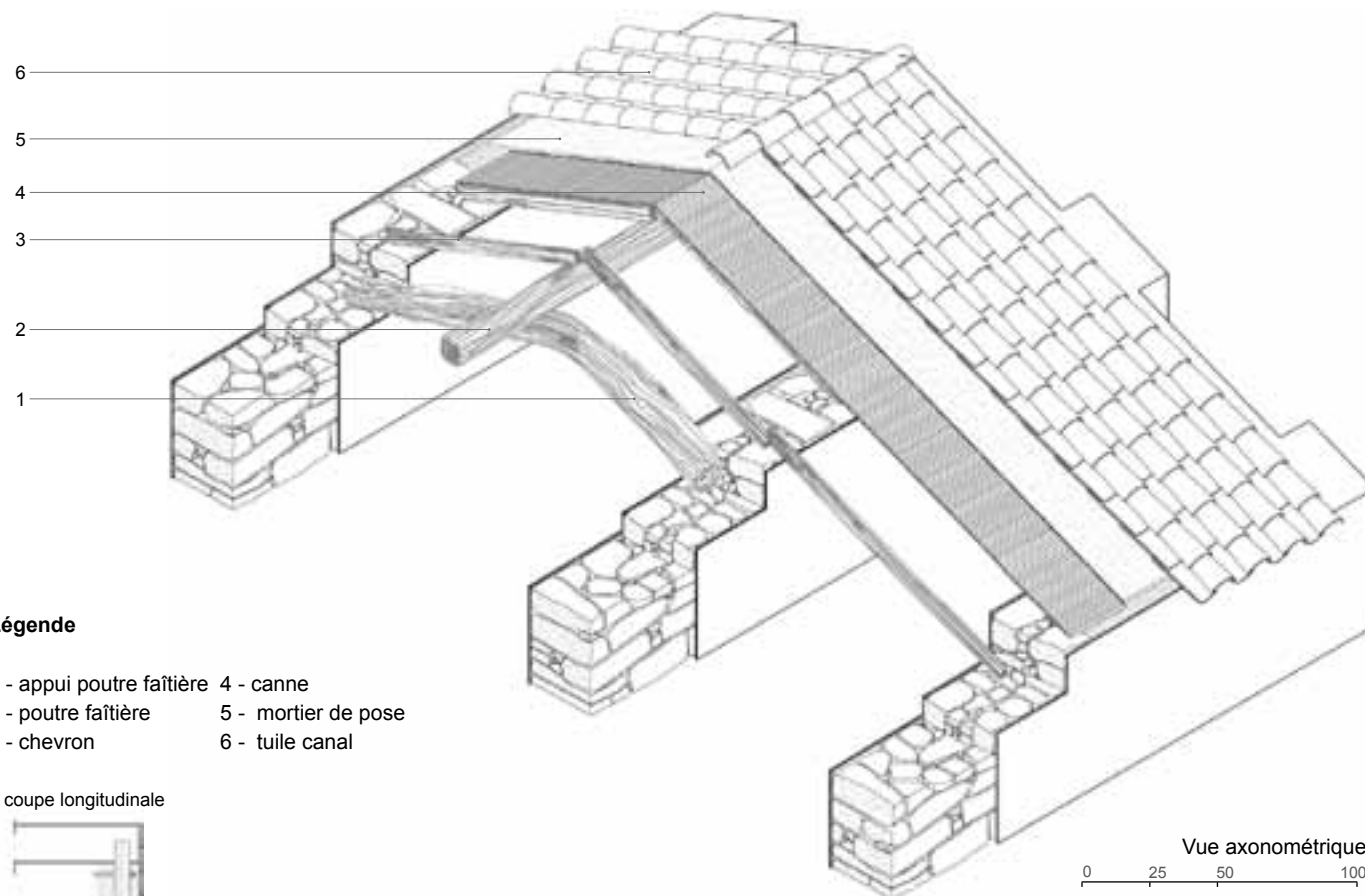 6
5
4
3
2
1
égende
- appui poutre faîtière 4 - canne
- poutre faîtière 5 - mortier de pose
- chevron 6 - tuile canal
coupe longitudinale
Vue axonométrique
0 25 50 100